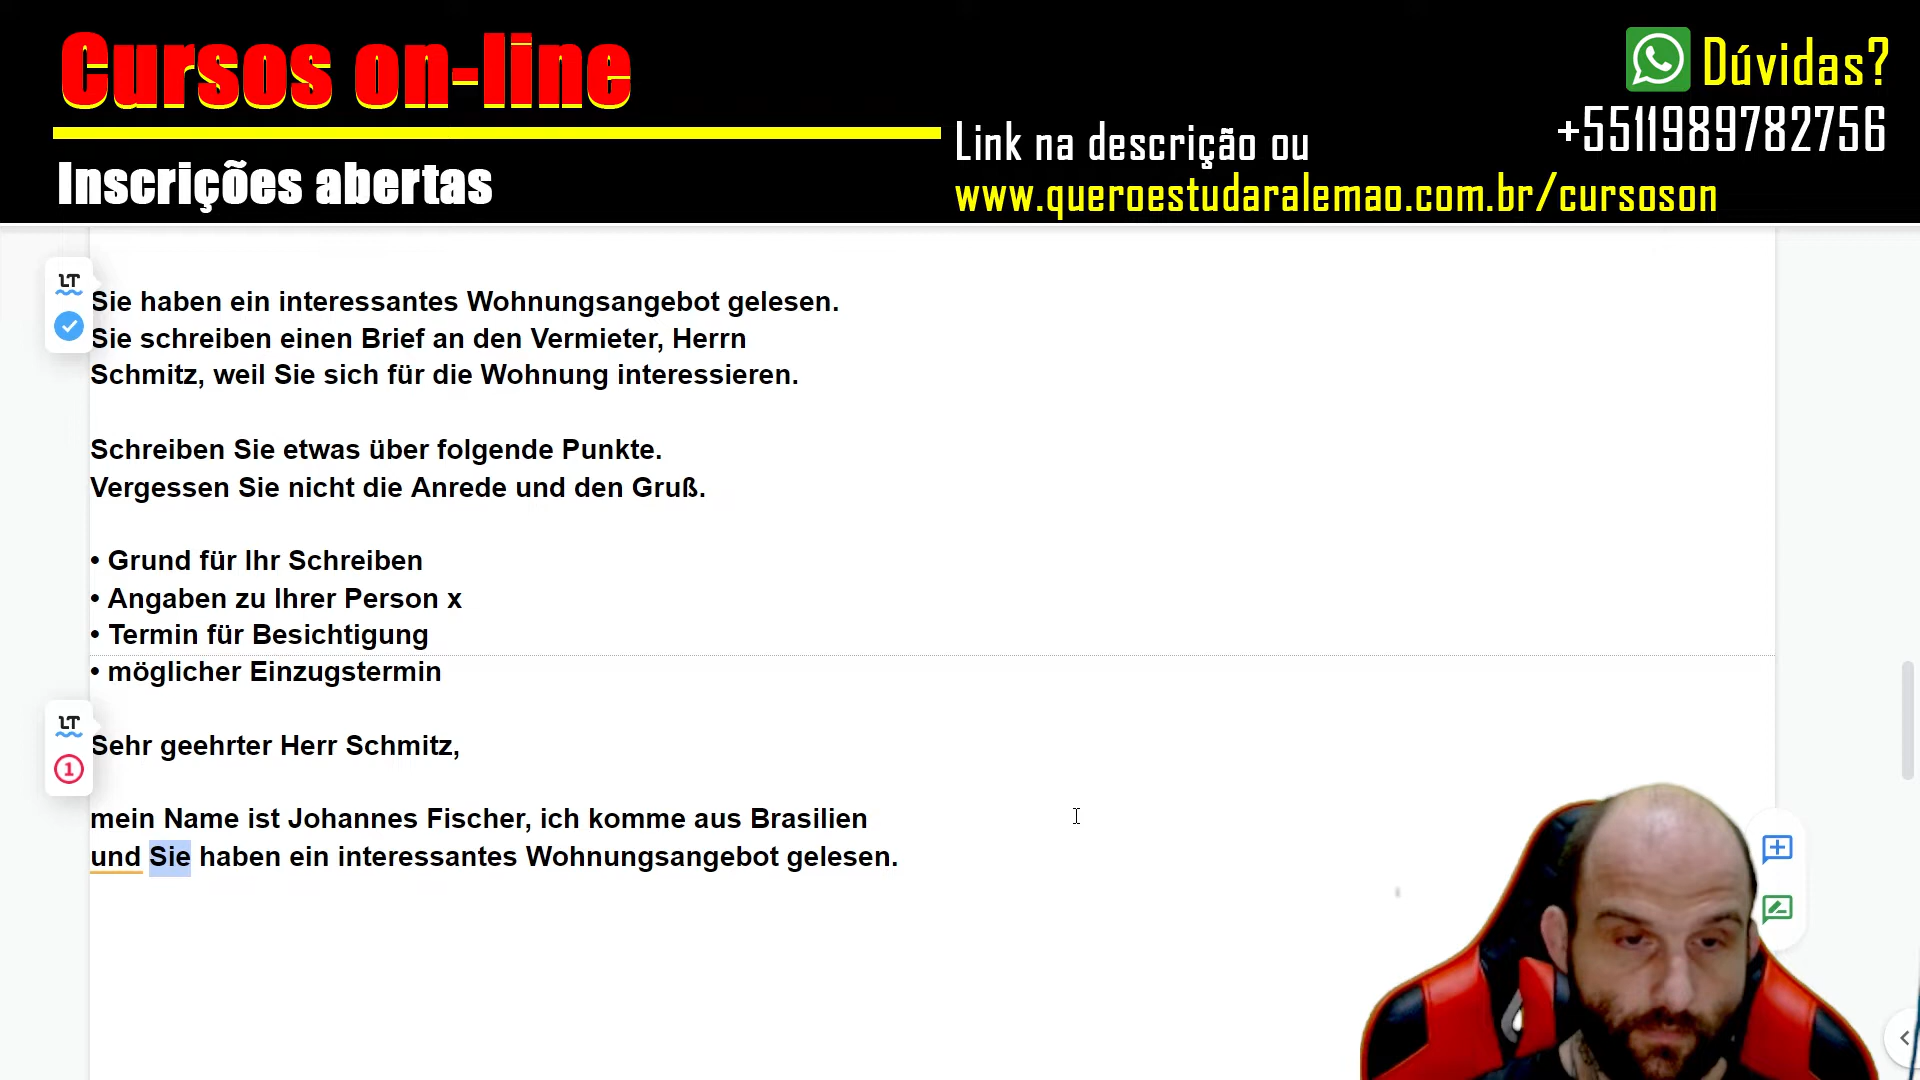 Cursos on-line
Dúvidas?
+5511989782756
Link na descrição ou
Inscrições abertas
www.queroestudaralemao.com.br/cursoson
LT
Sie haben ein interessantes Wohnungsangebot gelesen.
Sie schreiben einen Brief an den Vermieter, Herrn
Schmitz, weil Sie sich für die Wohnung interessieren.
Schreiben Sie etwas über folgende Punkte.
Vergessen Sie nicht die Anrede und den Gruß.
• Grund für Ihr Schreiben
• Angaben zu Ihrer Person x
• Termin für Besichtigung
• möglicher Einzugstermin
LT
1
Sehr geehrter Herr Schmitz,
mein Name ist Johannes Fischer, ich komme aus Brasilien
und Sie haben ein interessantes Wohnungsangebot gelesen.